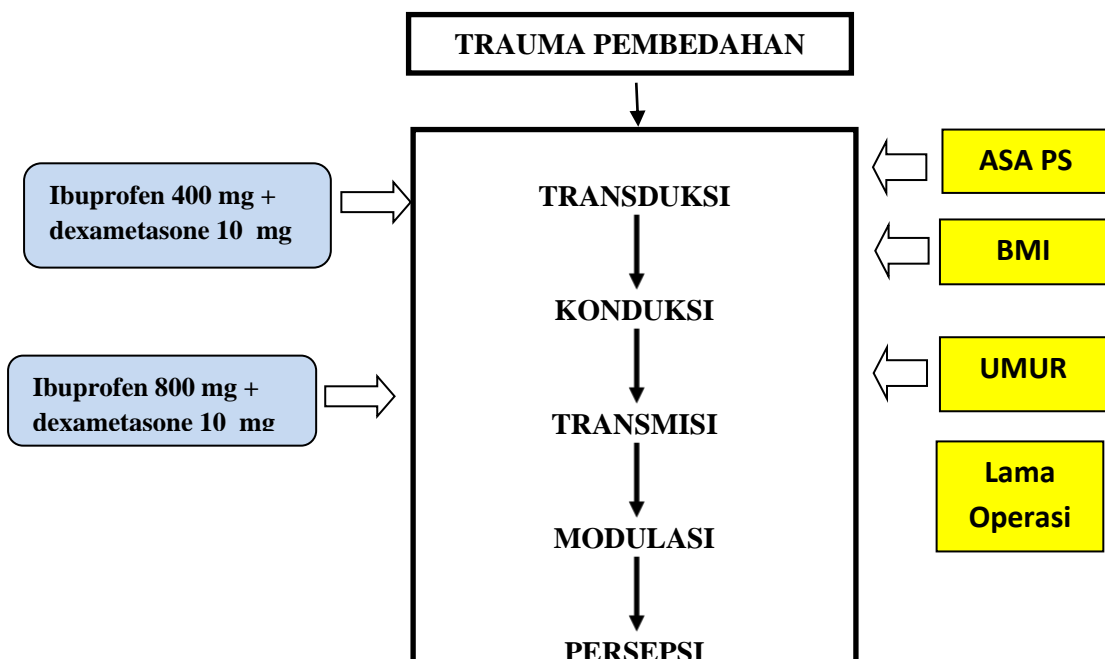 TRAUMA PEMBEDAHAN
Ibuprofen 400 mg +
dexametasone 10 mg
Ibuprofen 800 mg +
dexametasone 10 mg
TRANSDUKSI
KONDUKSI
TRANSMISI
MODULASI
PERSEPSI
ASA PS
BMI
UMUR
Lama
Operasi